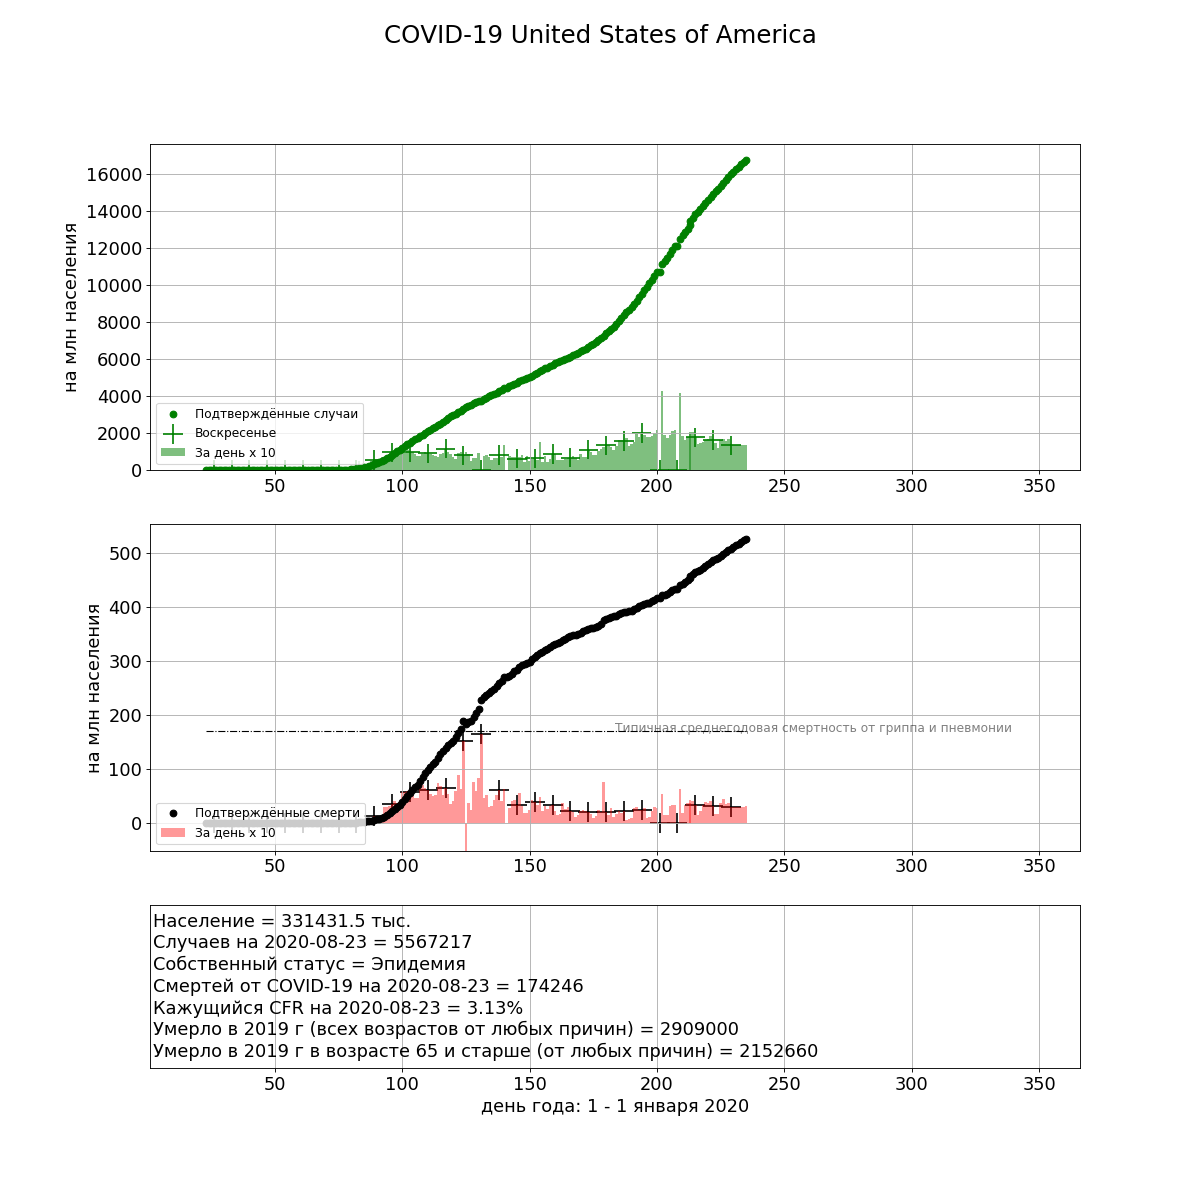 COVID-19 United States of America
на млн населения
16000
14000
12000
10000
8000
6000
4000
2000
0
Подтверждённые случаи
Воскресенье
За день x 10
50 100 150 200 250 300 350
на млн населения
500
400
300
200
100
0
Типичная среднегодовая смертность от гриппа и пневмонии
Подтверждённые смерти
За день x 10
50 100 150 200 250 300 350
Население = 331431.5 тыс.
Случаев на 2020-08-23 = 5567217
Собственный статус = Эпидемия
Смертей от COVID-19 на 2020-08-23 = 174246
Кажущийся CFR на 2020-08-23 = 3.13%
Умерло в 2019 г (всех возрастов от любых причин) = 2909000
Умерло в 2019 г в возрасте 65 и старше (от любых причин) = 2152660
50 100 150 200 250 300 350
день года: 1 - 1 января 2020